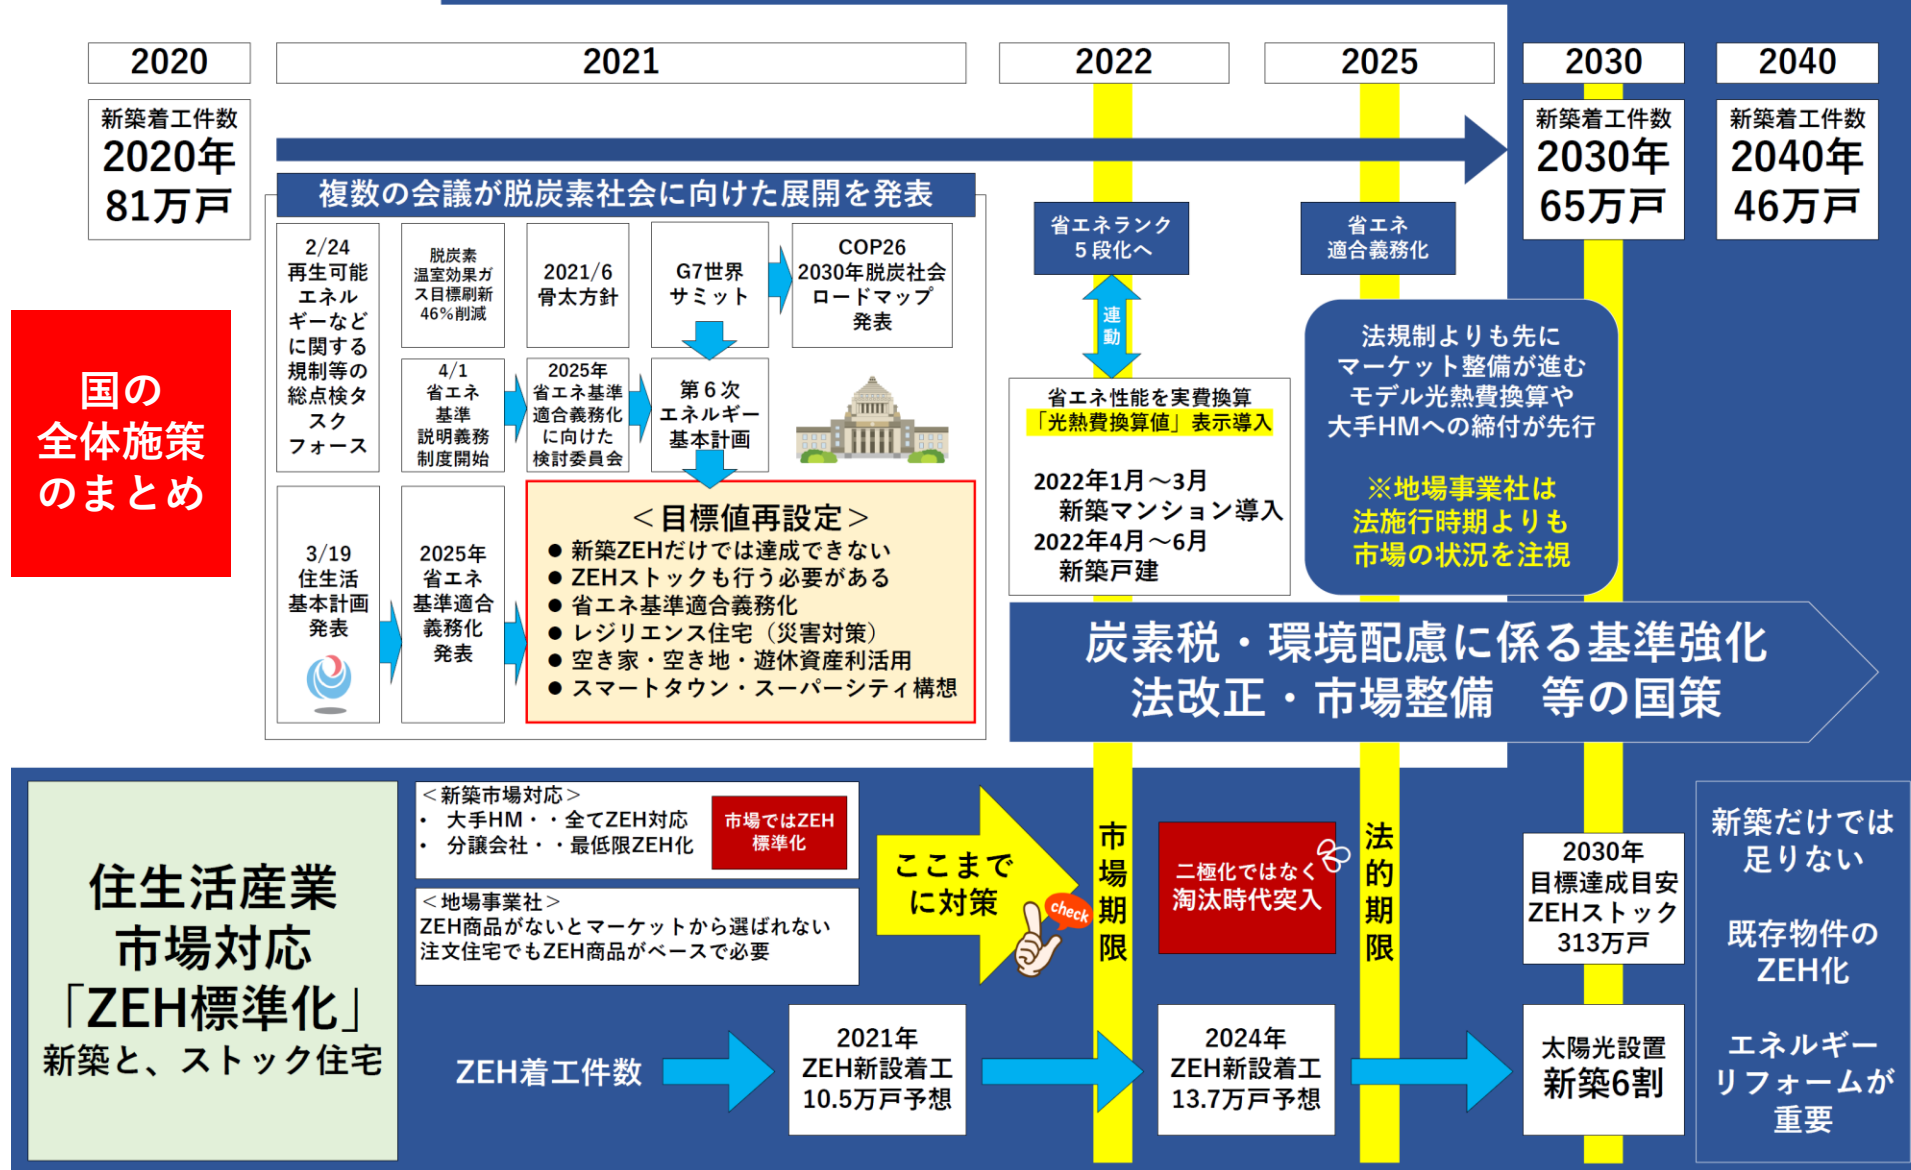 2020
2021
2022
2025
2030
2040
新築着工件数
2020年
81万戸
複数の会議が脱炭素社会に向けた展開を発表
2/24
再生可能
エネル
ギーなど
に関する
規制等の
総点検タ
スク
フォース
脱炭素
温室効果ガ
ス目標刷新
46%削減
2021/6
骨太方針
G7世界
サミット
COP26
2030年脱炭社会
ロードマップ
発表
4/1
省エネ
基準
説明義務
制度開始
2025年
省エネ基準
適合義務化
に向けた
検討委員会
第6次
エネルギー
基本計画
3/19
住生活
基本計画
発表
2025年
省エネ
基準適合
義務化
発表
＜目標値再設定＞
● 新築ZEHだけでは達成できない
● ZEHストックも行う必要がある
● 省エネ基準適合義務化
● レジリエンス住宅（災害対策）
● 空き家・空き地・遊休資産利活用
● スマートタウン・スーパーシティ構想
国の
全体施策
のまとめ
省エネランク
5段化へ
連
動
省エネ性能を実費換算
「光熱費換算値」表示導入
2022年1月～3月
新築マンション導入
2022年4月～6月
新築戸建
省エネ
適合義務化
法規制よりも先に
マーケット整備が進む
モデル光熱費換算や
大手HMへの締付が先行
※地場事業社は
法施行時期よりも
市場の状況を注視
新築着工件数
2030年
65万戸
新築着工件数
2040年
46万戸
炭素税・環境配慮に係る基準強化
法改正・市場整備　等の国策
住生活産業
市場対応
「ZEH標準化」
新築と、ストック住宅
＜新築市場対応＞
• 大手HM・・全てZEH対応
• 分譲会社・・最低限ZEH化
市場ではZEH
標準化
＜地場事業社＞
ZEH商品がないとマーケットから選ばれない
注文住宅でもZEH商品がベースで必要
ここまで
に対策
check
市場期限
二極化ではなく
淘汰時代突入
法的期限
2030年
目標達成目安
ZEHストック
313万戸
新築だけでは
足りない
既存物件の
ZEH化
エネルギー
リフォームが
重要
ZEH着工件数
2021年
ZEH新設着工
10.5万戸予想
2024年
ZEH新設着工
13.7万戸予想
太陽光設置
新築6割